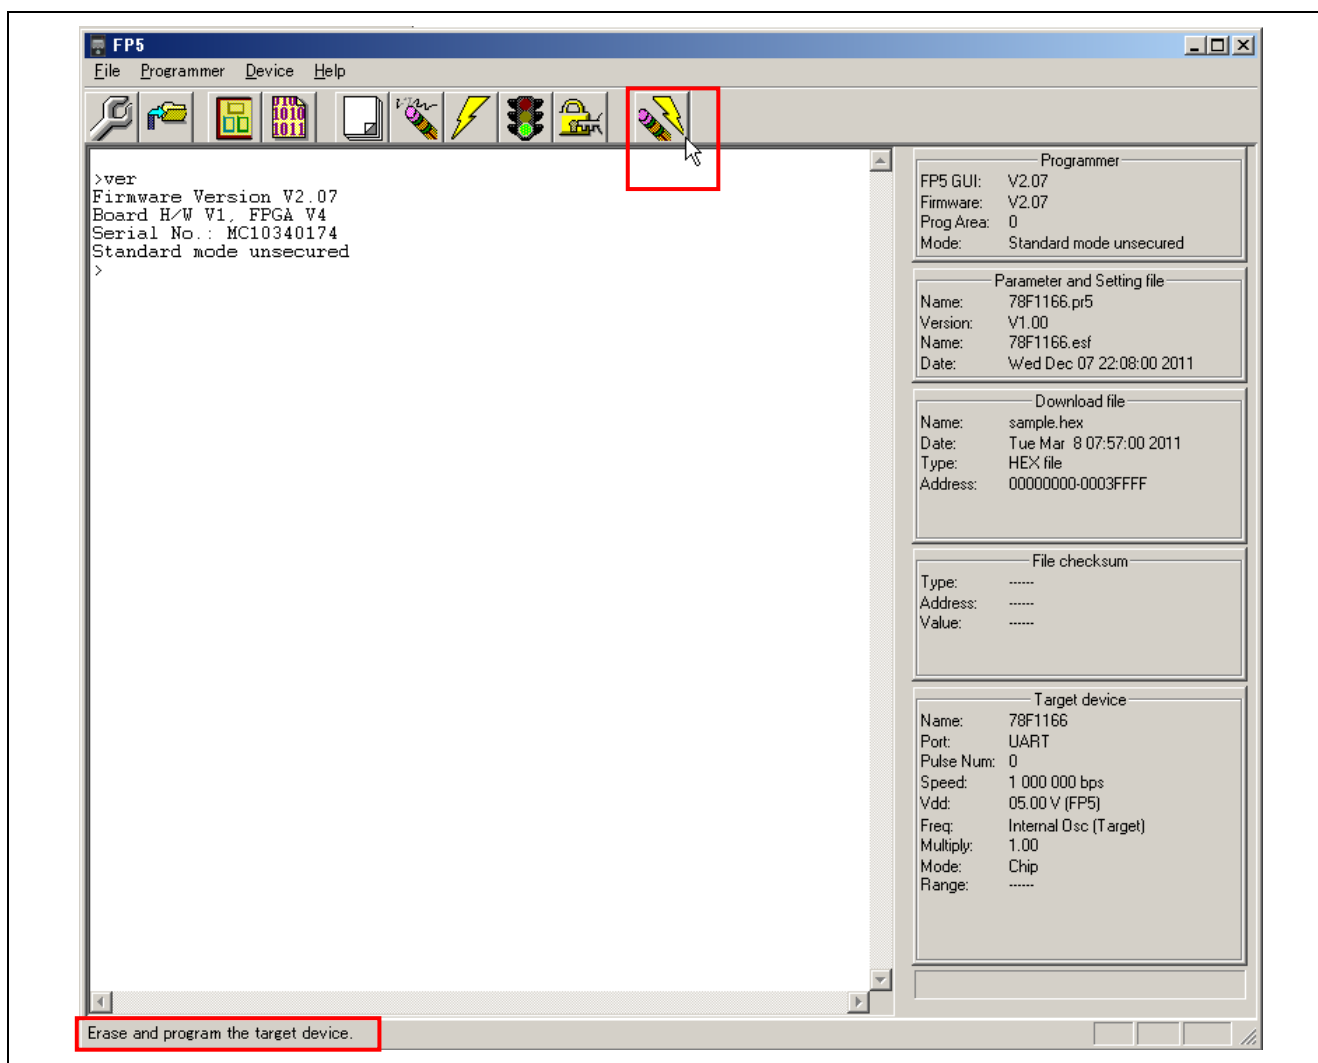 FP5
File Programmer Device Help
>ver
Firmware Version V2.07
Board H/W V1, FPGA V4
Serial No.: MC10340174
Standard mode unsecured
>
Programmer
FP5 GUI: V2.07
Firmware: V2.07
Prog Area: 0
Mode: Standard mode unsecured
Parameter and Setting file
Name: 78F1166.pr5
Version: V1.00
Name: 78F1166.esf
Date: Wed Dec 07 22:08:00 2011
Download file
Name: sample.hex
Date: Tue Mar 8 07:57:00 2011
Type: HEX file
Address: 00000000-0003FFFF
File checksum
Type: ------
Address: ------
Value: ------
Target device
Name: 78F1166
Port: UART
Pulse Num: 0
Speed: 1 000 000 bps
Vdd: 05.00 V (FP5)
Freq: Internal Osc (Target)
Multiply: 1.00
Mode: Chip
Range: ------
Erase and program the target device.